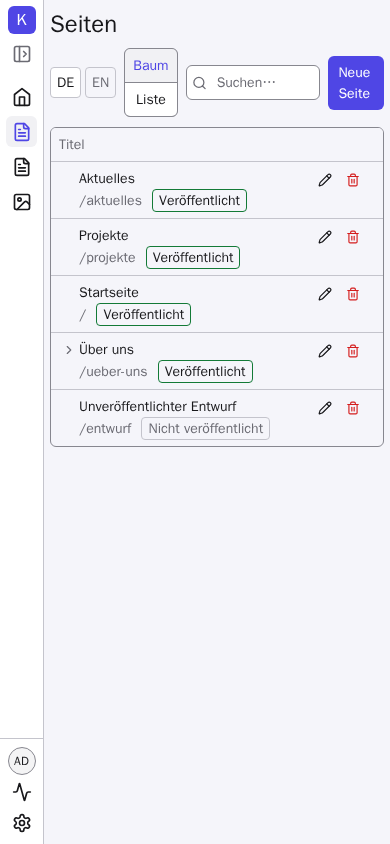 K
Seiten
DE EN
Baum
Liste
Suchen…
Neue
Seite
Titel
Aktuelles
/aktuelles Veröffentlicht
Projekte
/projekte Veröffentlicht
Startseite
/ Veröffentlicht
Über uns
/ueber-uns Veröffentlicht
Unveröffentlichter Entwurf
/entwurf Nicht veröffentlicht
AD